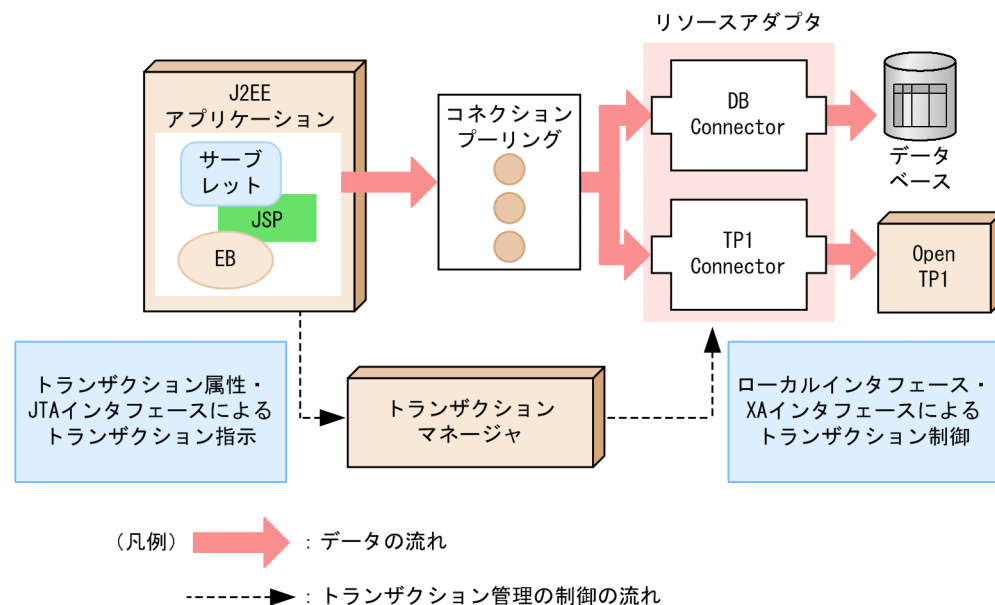 リソースアダプタ
J2EE
アプリケーション
サーブ
レット
JSP
EB
コネクション
プーリング
DB
Connector
データ
ベース
TP1
Connector
Open
TP1
トランザクション属性・
JTAインタフェースによる
トランザクション指示
トランザクション
マネージャ
ローカルインタフェース・
XAインタフェースによる
トランザクション制御
(凡例) : データの流れ
: トランザクション管理の制御の流れ